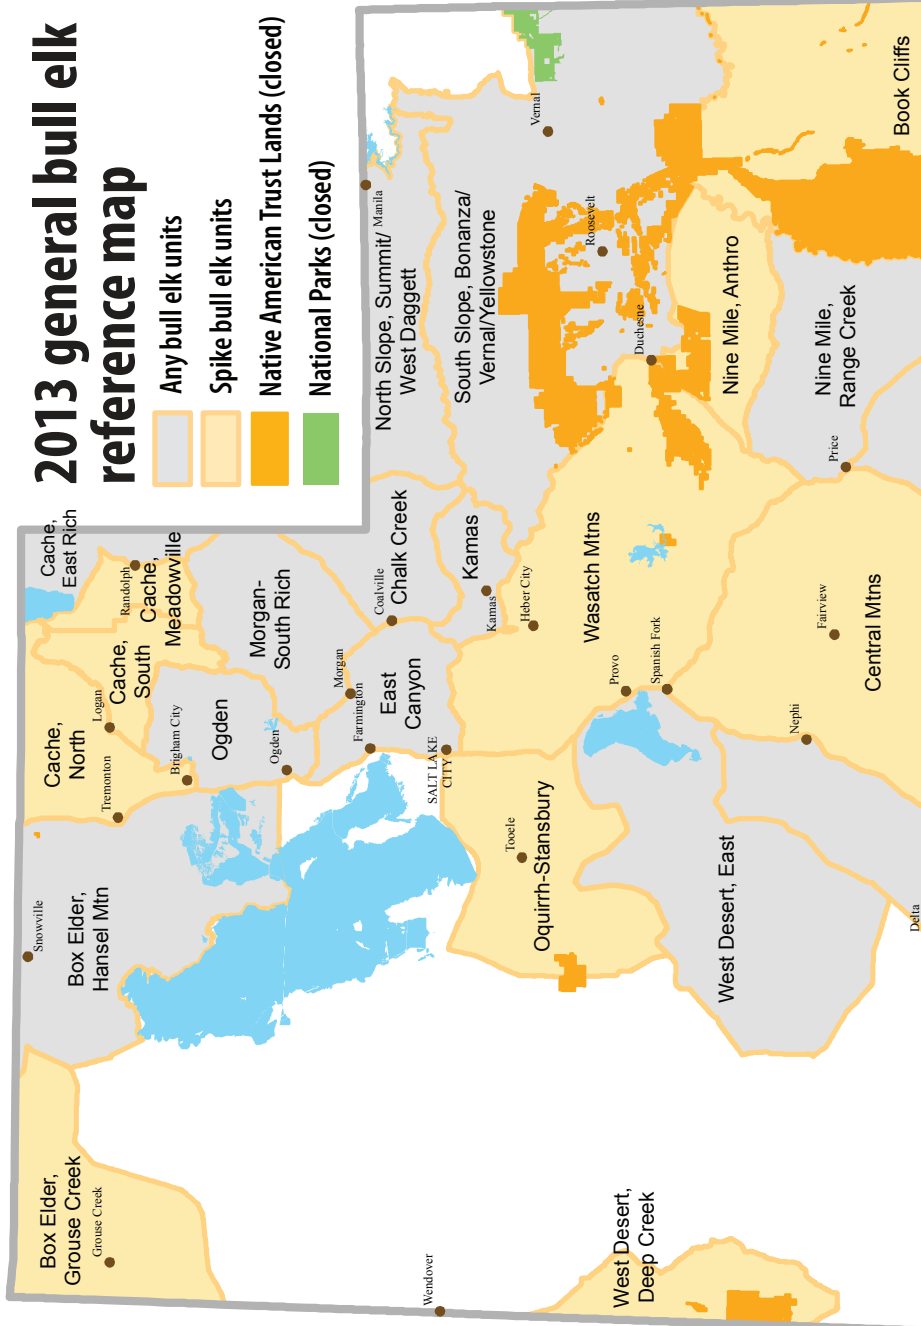 2013 general bull elk
reference map
Any bull elk units
Spike bull elk units
Native American Trust Lands (closed)
National Parks (closed)
Snowville
Box Elder,
Grouse Creek
Grouse Creek
Box Elder,
Hansel Mtn
Tremonton
Cache,
North
Logan
Cache,
South
Cache,
East Rich
Randolph
Cache,
Meadowville
Brigham City
Ogden
Ogden
Morgan-
South Rich
Morgan
Farmington
East
Canyon
Coalville
Chalk Creek
Manila
North Slope, Summit/
West Daggett
South Slope, Bonanza/
Vernal/Yellowstone
Vernal
Wendover
SALT LAKE
CITY
Kamas
Kamas
Heber City
Tooele
Oquirrh-Stansbury
Provo
Spanish Fork
Wasatch Mtns
Roosevelt
Duchesne
Nine Mile, Anthro
Nine Mile,
Range Creek
Price
Book Cliffs
West Desert,
Deep Creek
West Desert, East
Nephi
Fairview
Central Mtns
Delta